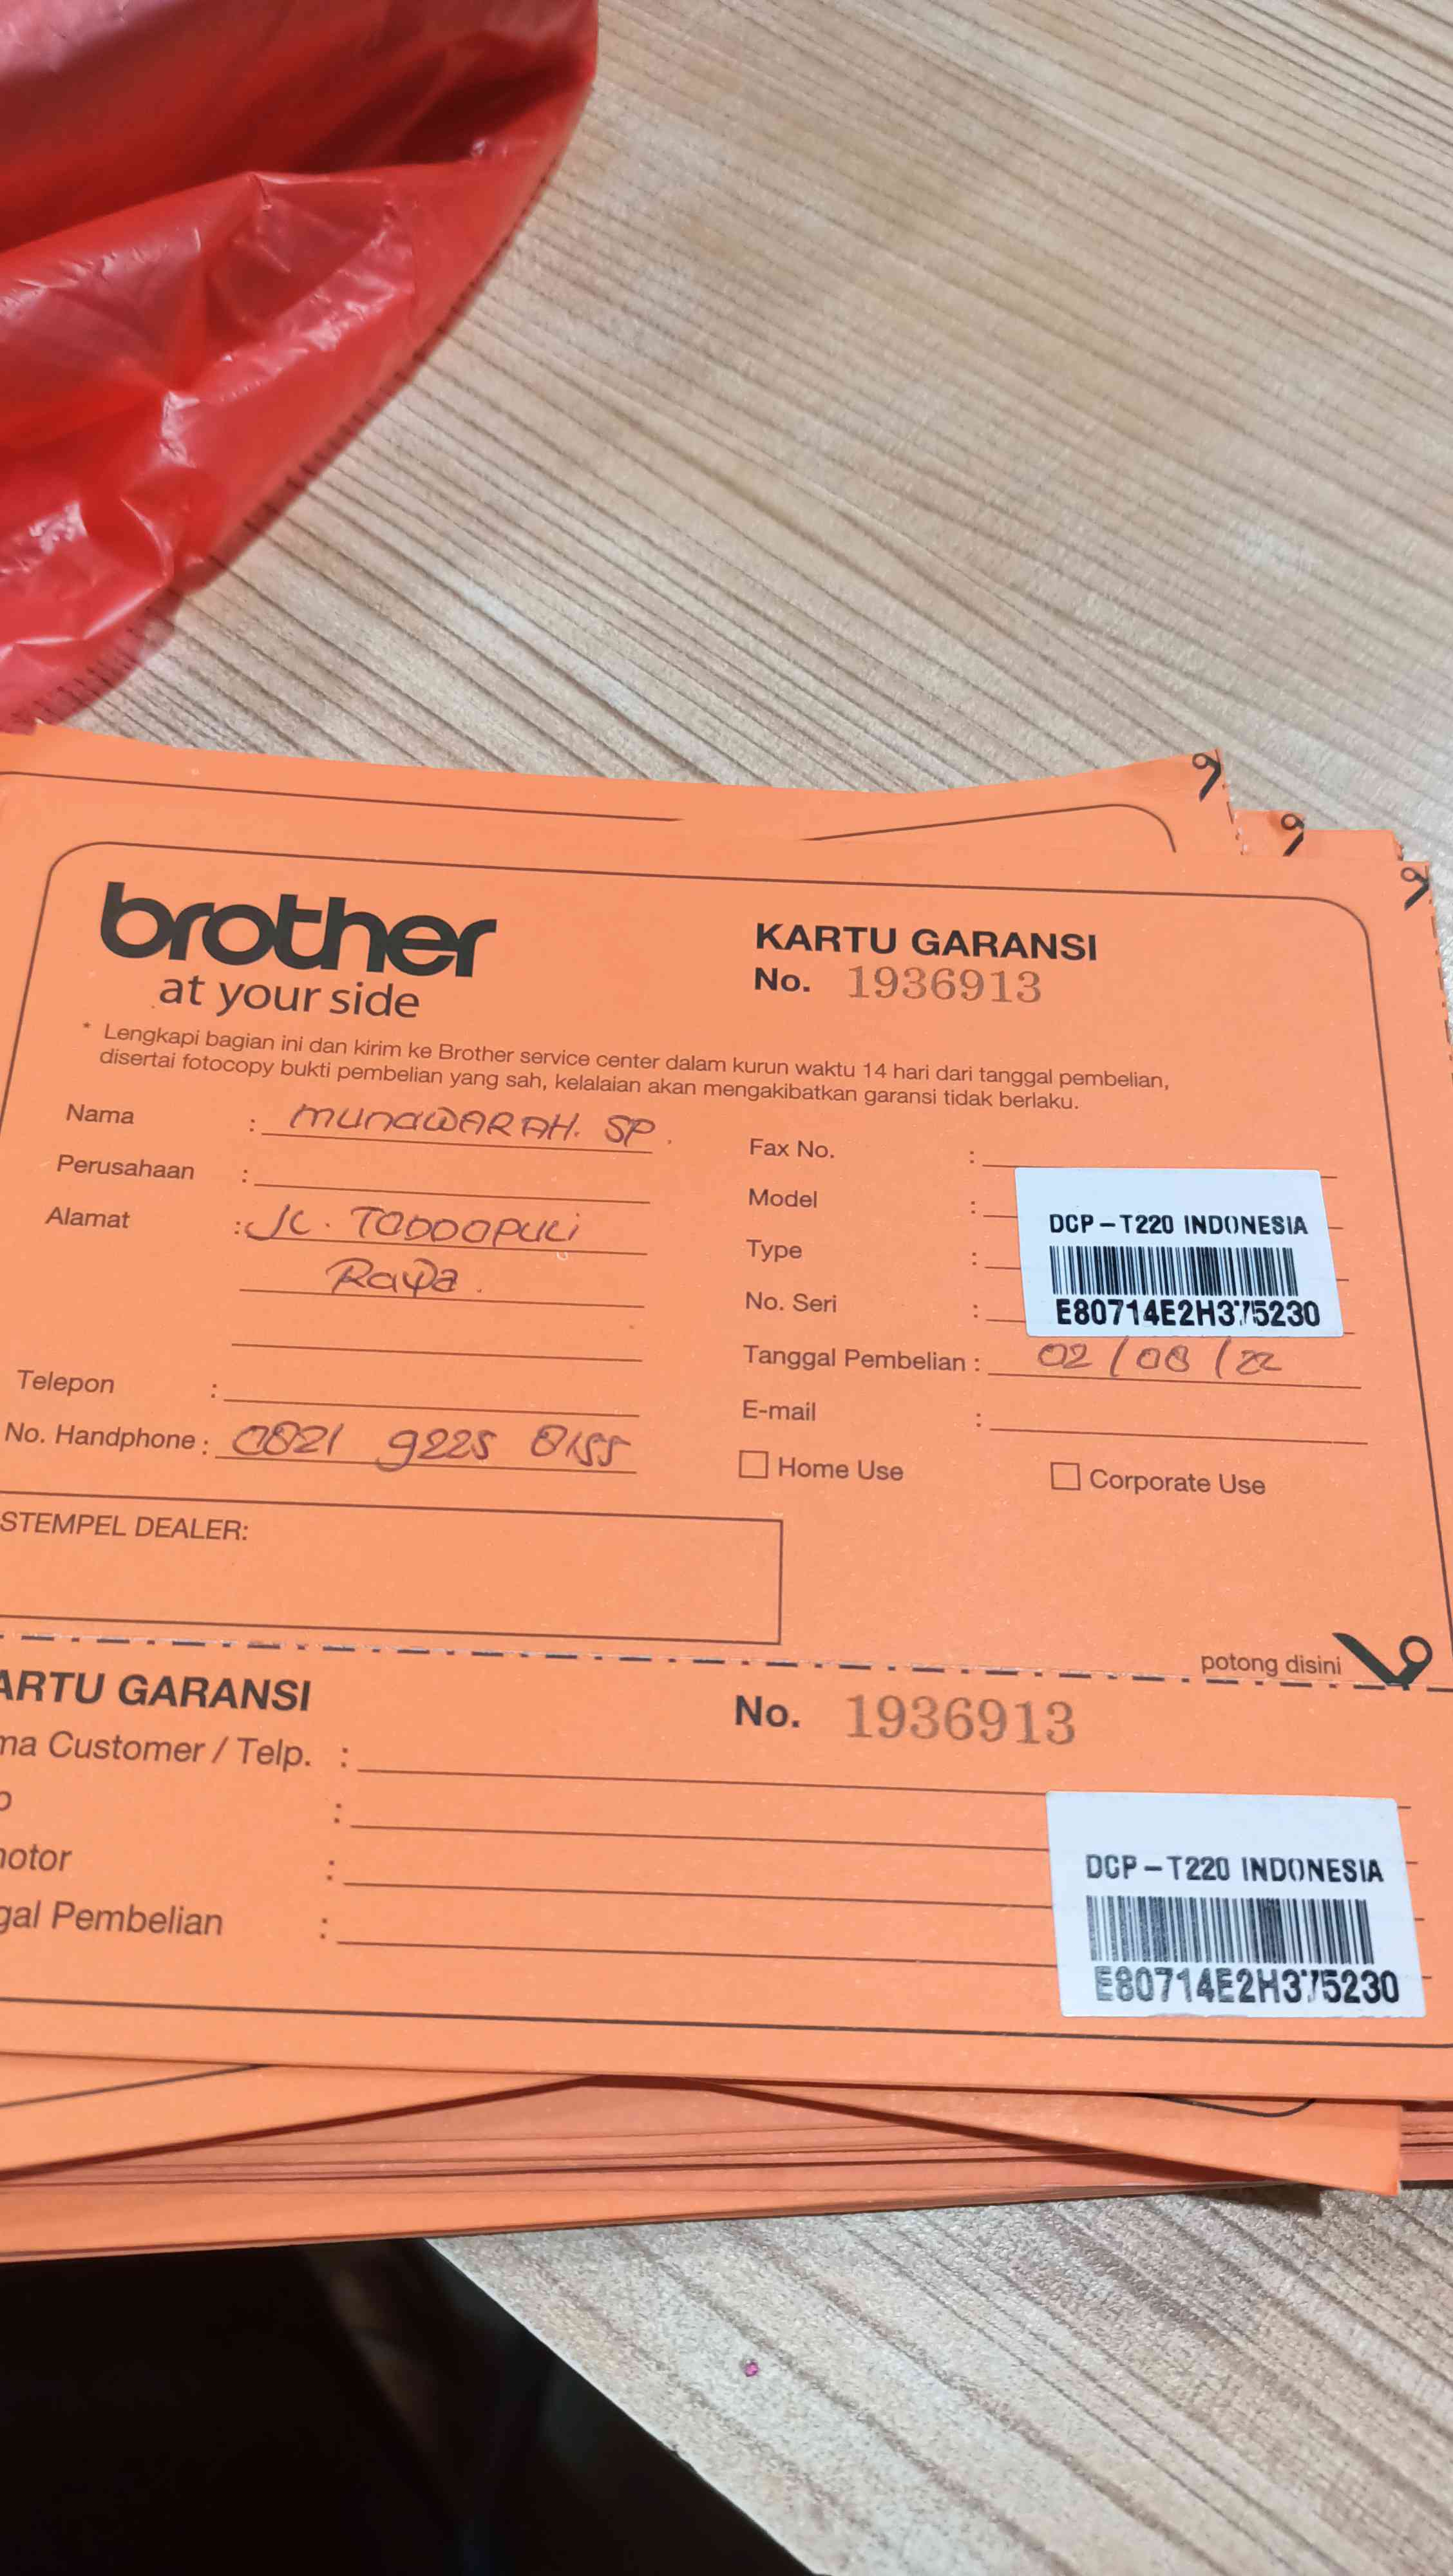 brother
at your side
KARTU GARANSI
No. 1936913
* Lengkapi bagian ini dan kirim ke Brother service center dalam kurun waktu 14 hari dari tanggal pembelian,
disertai fotocopy bukti pembelian yang sah, kelalaian akan mengakibatkan garansi tidak berlaku.
Nama : MUNAWARAH. SP.
Perusahaan :
Alamat : JL. TODDOPULI
Raya.
Telepon :
No. Handphone : 0821 9225 8155
Fax No. :
Model :
Type :
No. Seri :
DCP-T220 INDONESIA
E80714E2H375230
Tanggal Pembelian : 02/08/22
E-mail :
Home Use
Corporate Use
STEMPEL DEALER:
potong disini
ARTU GARANSI
No. 1936913
ma Customer / Telp. :
o :
motor :
gal Pembelian :
DCP-T220 INDONESIA
E80714E2H375230